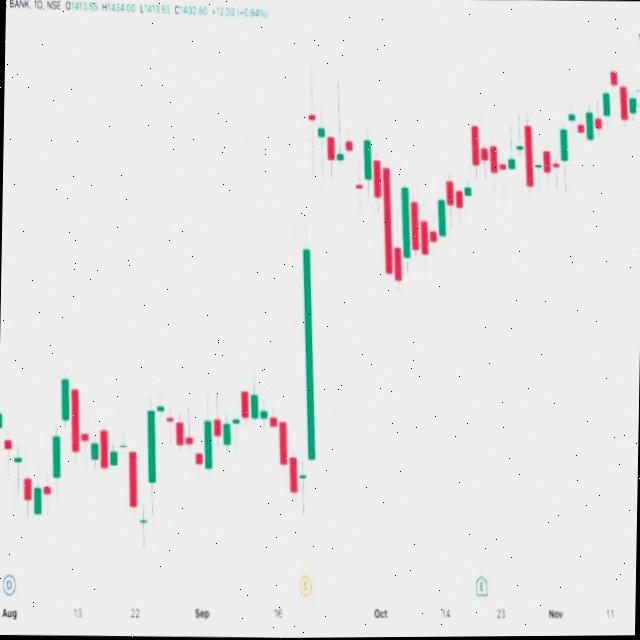 BANK, 1D, NSE O1413.55 H1434.00 L1413.55 C1432.60 +12.00 (+0.84%)
D S E
Aug 13 22 Sep 16 Oct 14 23 Nov 11